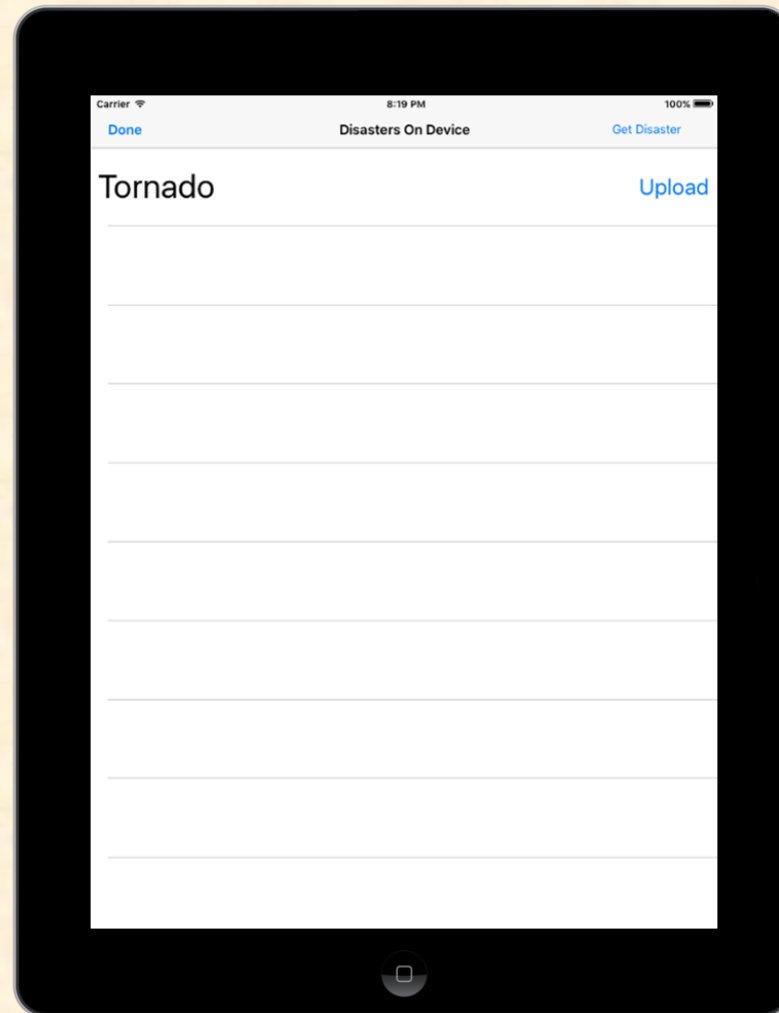 Carrier 8:19 PM 100%
Done Disasters On Device Get Disaster
Tornado Upload